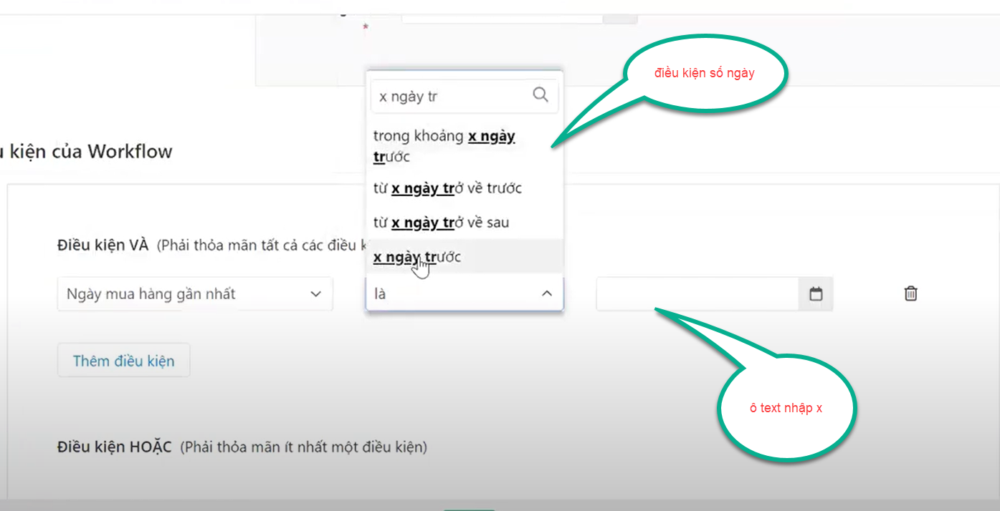 *
điều kiện số ngày
x ngày tr
trong khoảng x ngày
trước
từ x ngày trở về trước
từ x ngày trở về sau
x ngày trước
kiện của Workflow
Điều kiện VÀ (Phải thỏa mãn tất cả các điều k
Ngày mua hàng gần nhất
là
Thêm điều kiện
ô text nhập x
Điều kiện HOẶC (Phải thỏa mãn ít nhất một điều kiện)